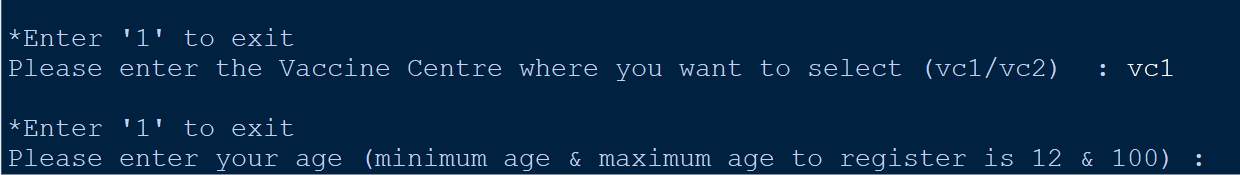 *Enter '1' to exit
Please enter the Vaccine Centre where you want to select (vc1/vc2)  : vc1
*Enter '1' to exit
Please enter your age (minimum age & maximum age to register is 12 & 100) :